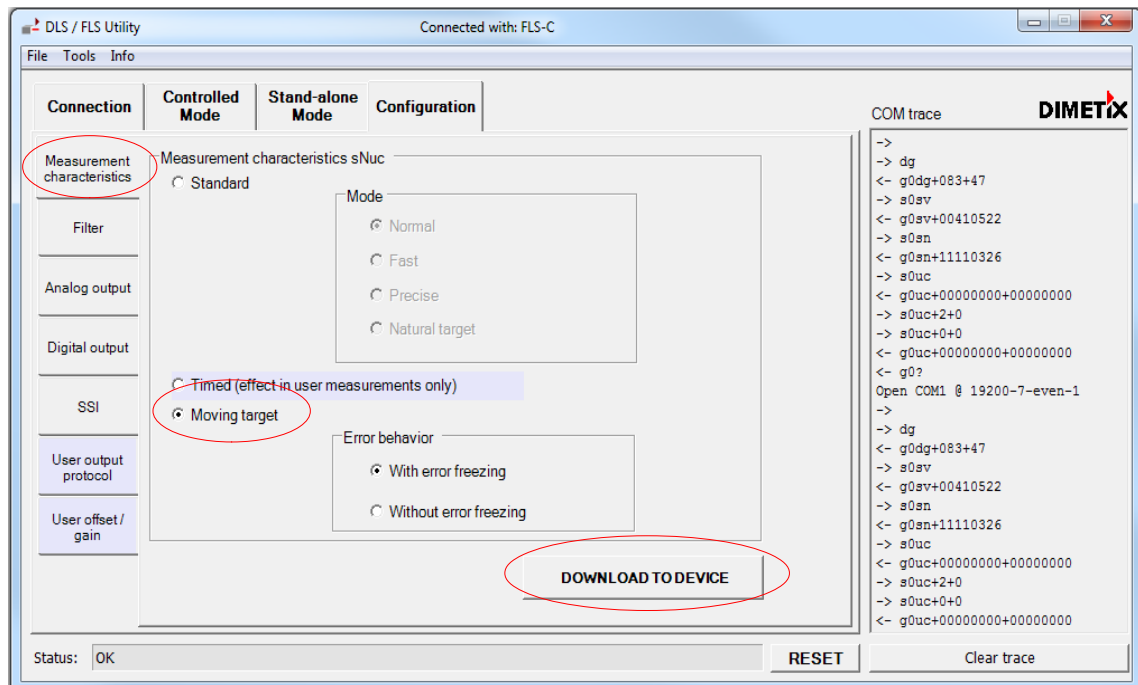 DLS / FLS Utility
Connected with: FLS-C
File Tools Info
Connection
Controlled
Mode
Stand-alone
Mode
Configuration
Measurement
characteristics
Filter
Analog output
Digital output
SSI
User output
protocol
User offset /
gain
Measurement characteristics sNuc
Standard
Mode
Normal
Fast
Precise
Natural target
Timed (effect in user measurements only)
Moving target
Error behavior
With error freezing
Without error freezing
DOWNLOAD TO DEVICE
COM trace
DIMETIX
->
-> dg
<- g0dg+083+47
-> s0sv
<- g0sv+00410522
-> s0sn
<- g0sn+11110326
-> s0uc
<- g0uc+00000000+00000000
-> s0uc+2+0
-> s0uc+0+0
<- g0uc+00000000+00000000
<- g0?
Open COM1 @ 19200-7-even-1
->
-> dg
<- g0dg+083+47
-> s0sv
<- g0sv+00410522
-> s0sn
<- g0sn+11110326
-> s0uc
<- g0uc+00000000+00000000
-> s0uc+2+0
-> s0uc+0+0
<- g0uc+00000000+00000000
Status: OK
RESET
Clear trace